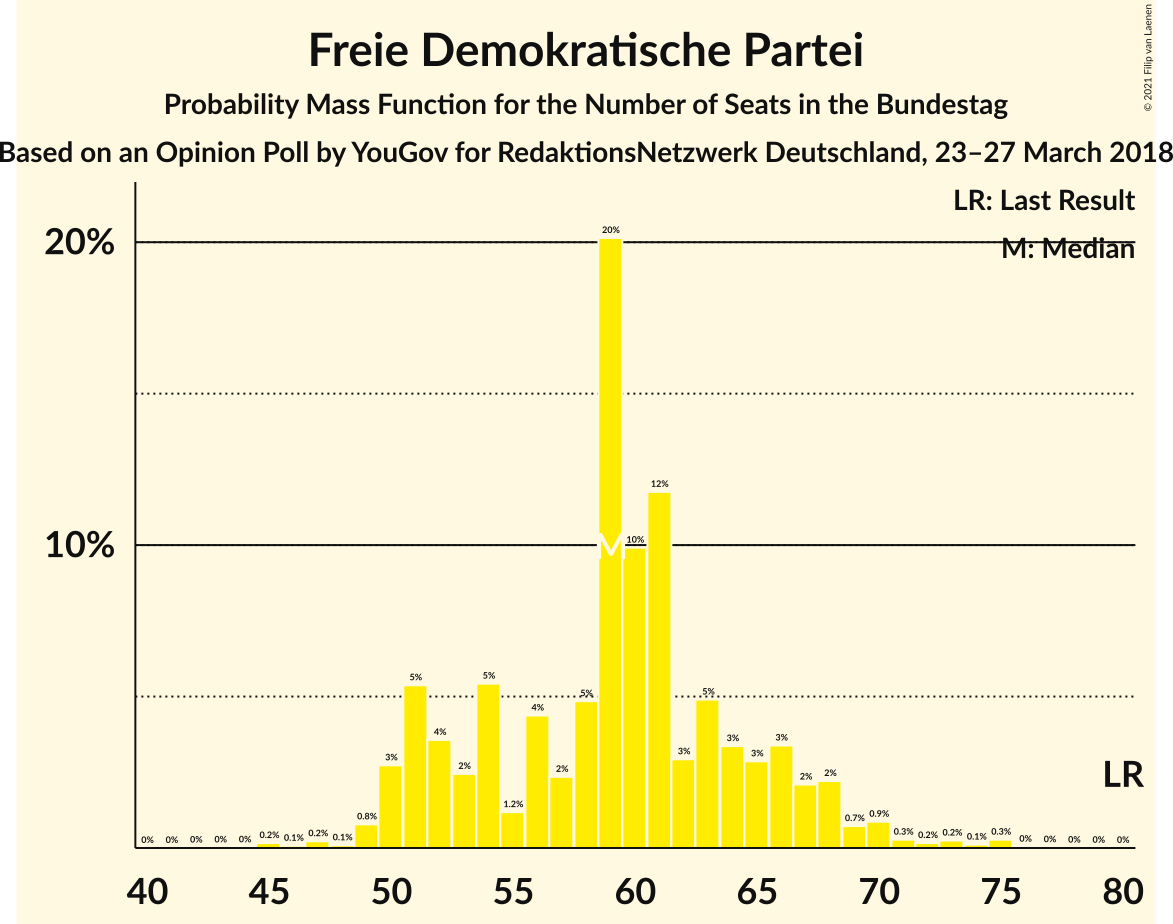 Freie Demokratische Partei
Probability Mass Function for the Number of Seats in the Bundestag
Based on an Opinion Poll by YouGov for RedaktionsNetzwerk Deutschland, 23–27 March 2018
© 2021 Filip van Laenen
LR: Last Result
M: Median
20%
10%
0% 0% 0% 0% 0% 0.2% 0.1% 0.2% 0.1% 0.8% 3% 5% 4% 2% 5% 1.2% 4% 2% 5% 20% 10% 12% 3% 5% 3% 3% 3% 2% 2% 0.7% 0.9% 0.3% 0.2% 0.2% 0.1% 0.3% 0% 0% 0% 0% 0%
M
LR
40 45 50 55 60 65 70 75 80